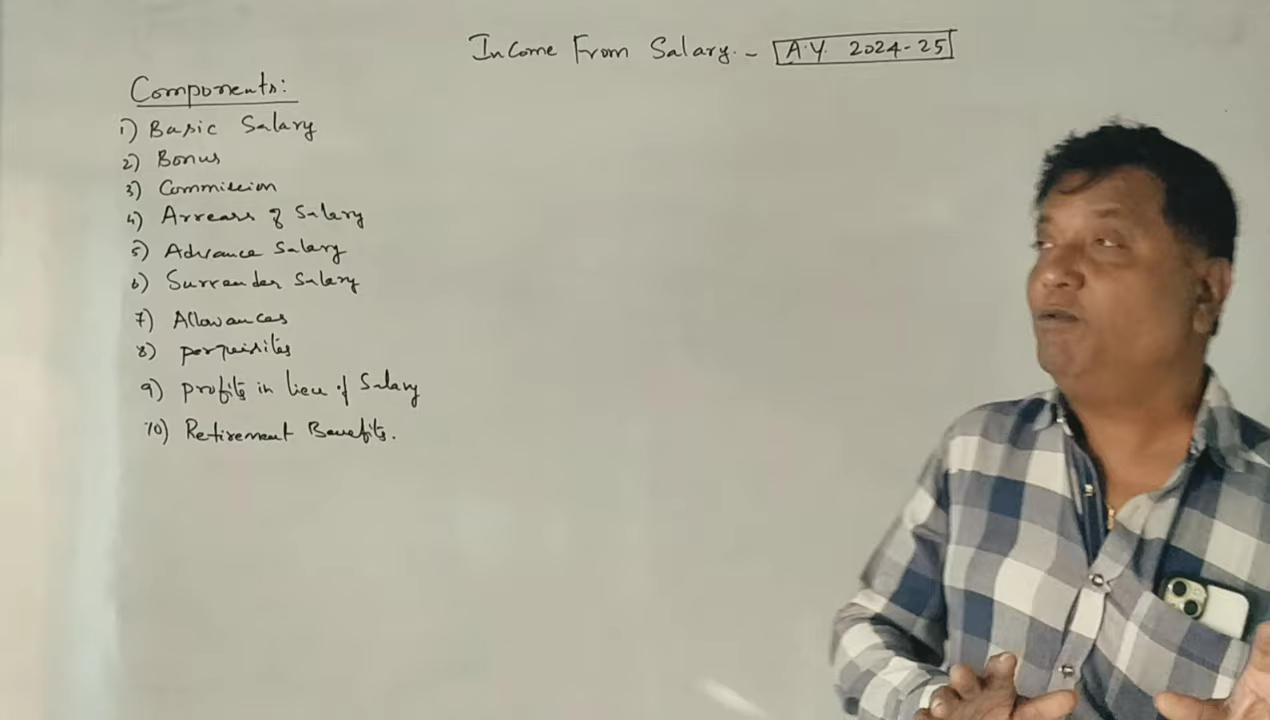 Income From Salary. - A.Y. 2024-25
Components:
1) Basic Salary
2) Bonus
3) Commission
4) Arrears of Salary
5) Advance Salary
6) Surrender Salary
7) Allowances
8) perquisites
9) profits in lieu of Salary
10) Retirement Benefits.